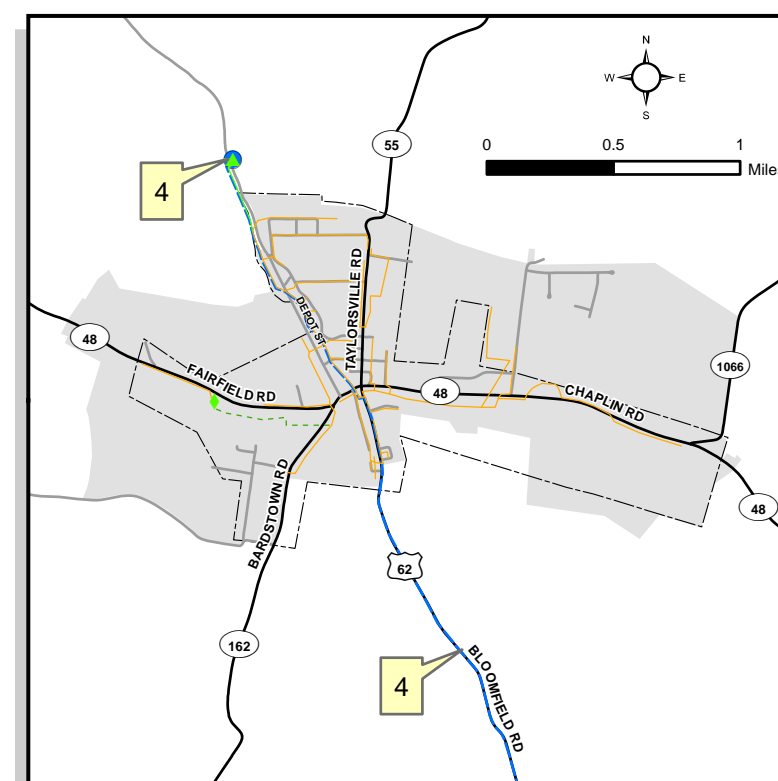 N
W E
S
0 0.5 1
Miles
55
4
TAYLORSVILLE RD
DEPOT ST
48
FAIRFIELD RD
1066
48
CHAPLIN RD
BARDSTOWN RD
48
62
162
4
BLOOMFIELD RD